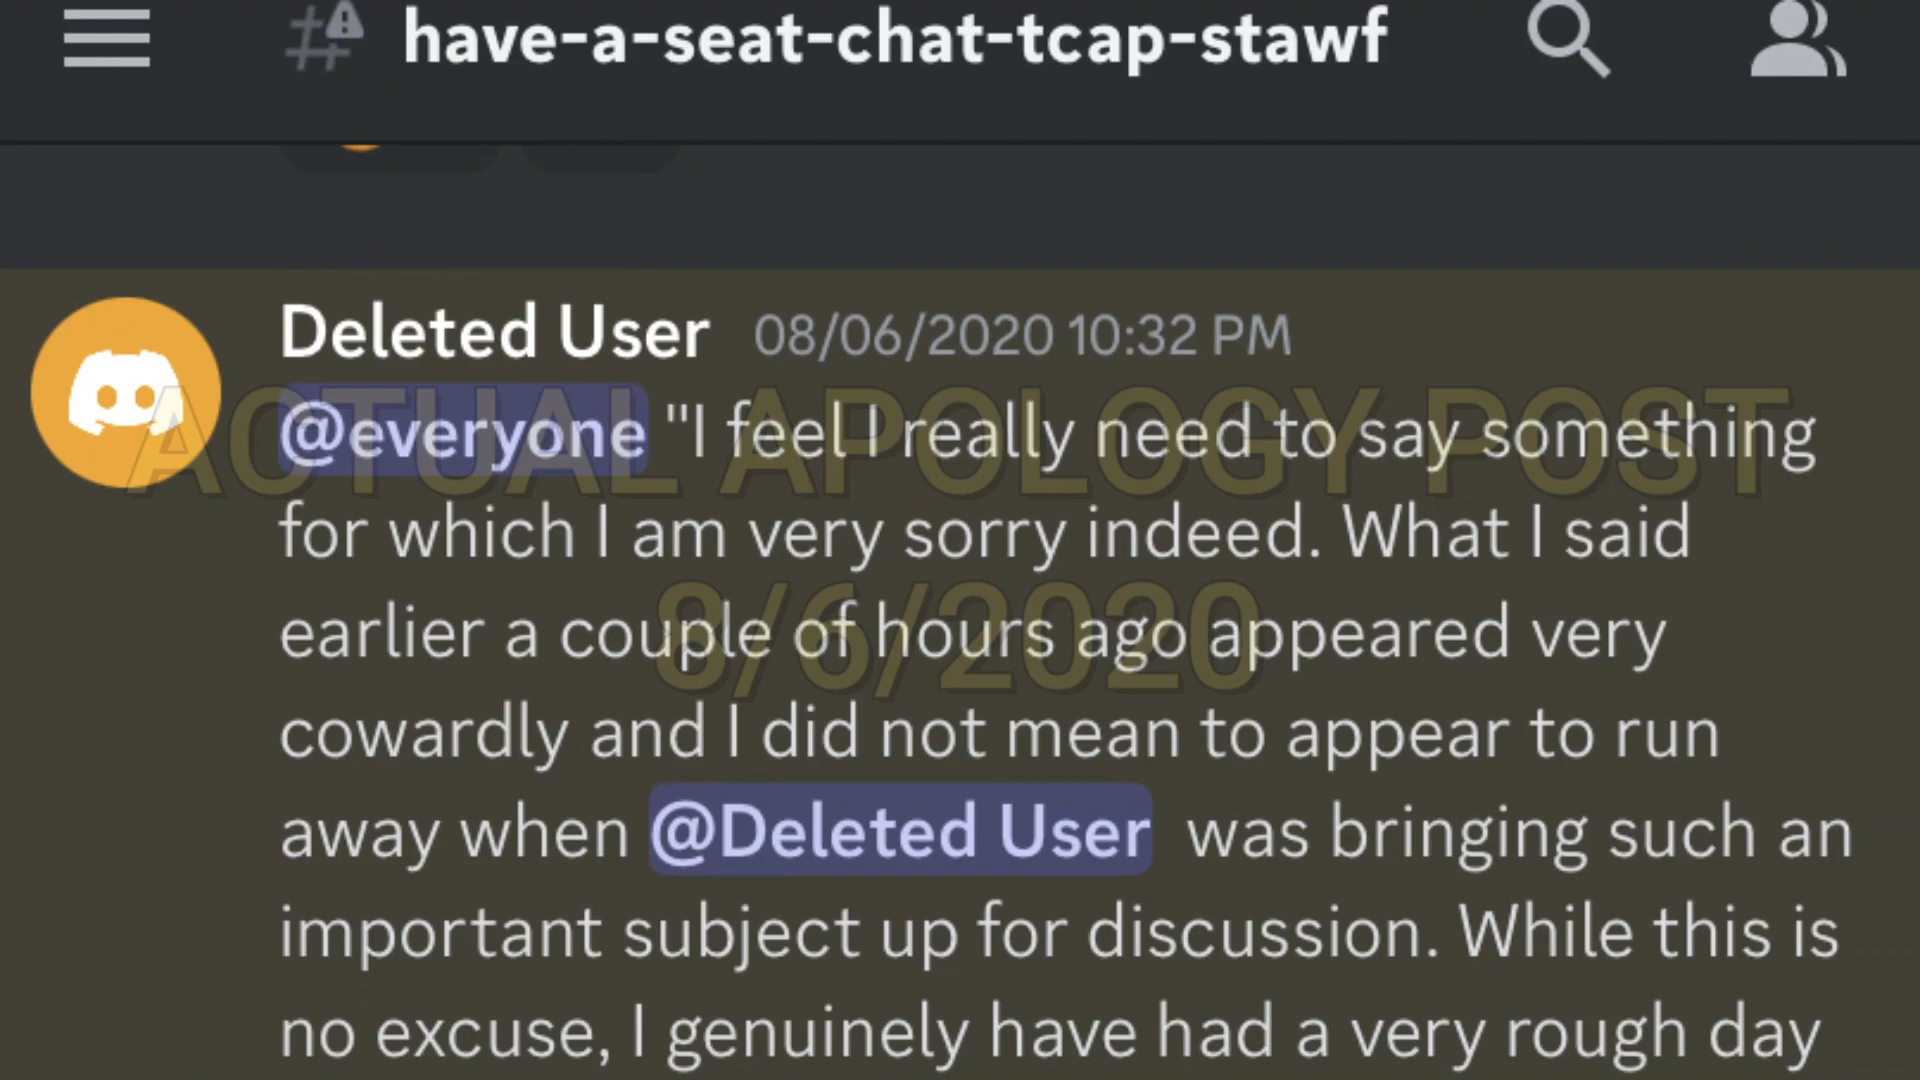 have-a-seat-chat-tcap-stawf
Deleted User 08/06/2020 10:32 PM
@everyone "I feel I really need to say something
for which I am very sorry indeed. What I said
earlier a couple of hours ago appeared very
cowardly and I did not mean to appear to run
away when @Deleted User was bringing such an
important subject up for discussion. While this is
no excuse, I genuinely have had a very rough day
ACTUAL APOLOGY POST
8/6/2020